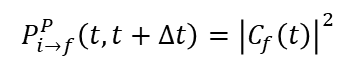 P^P_{i→f}(t, t + Δt) = |C_f(t)|^2